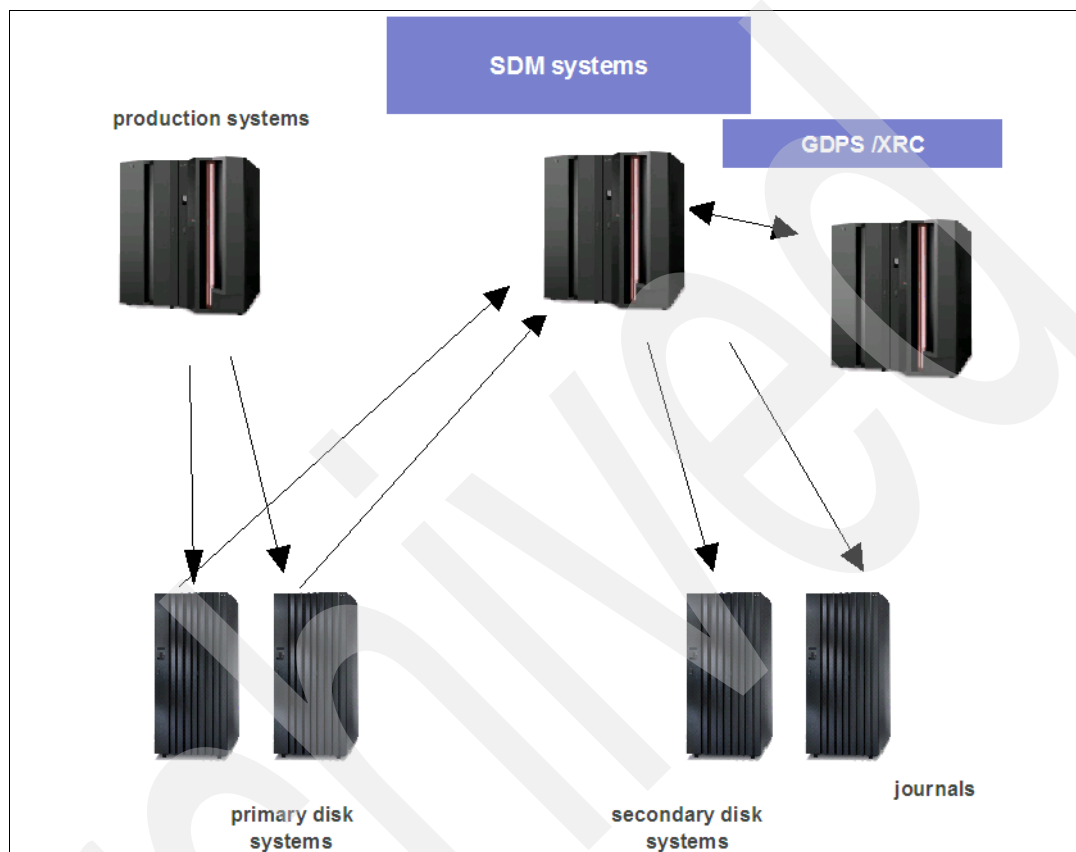 SDM systems
production systems
GDPS /XRC
journals
primary disk
systems
secondary disk
systems